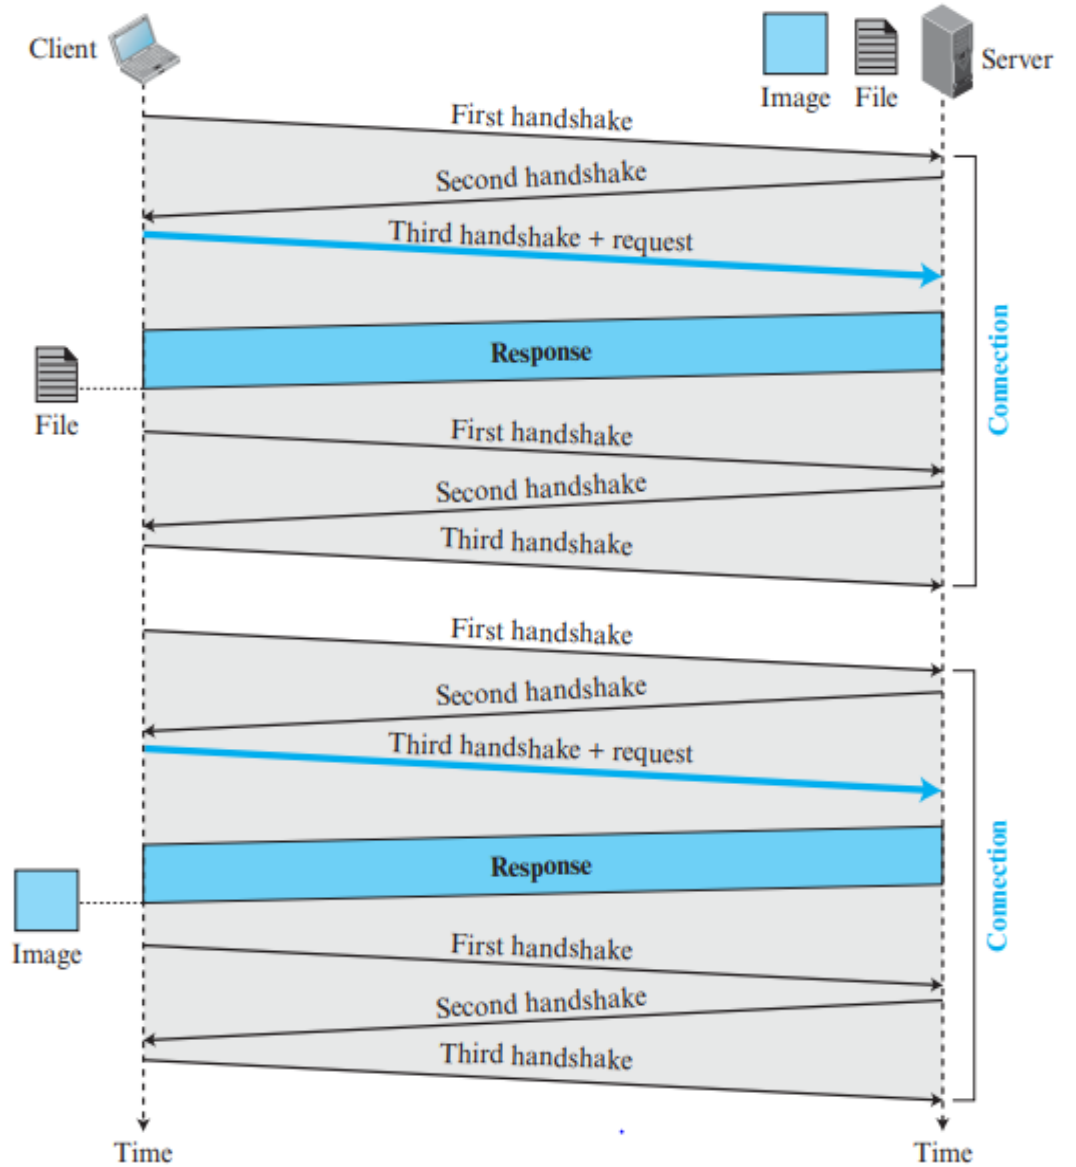 Client
Image
File
Server
First handshake
Second handshake
Third handshake + request
Response
File
First handshake
Second handshake
Third handshake
Connection
First handshake
Second handshake
Third handshake + request
Response
Image
First handshake
Second handshake
Third handshake
Connection
Time
Time